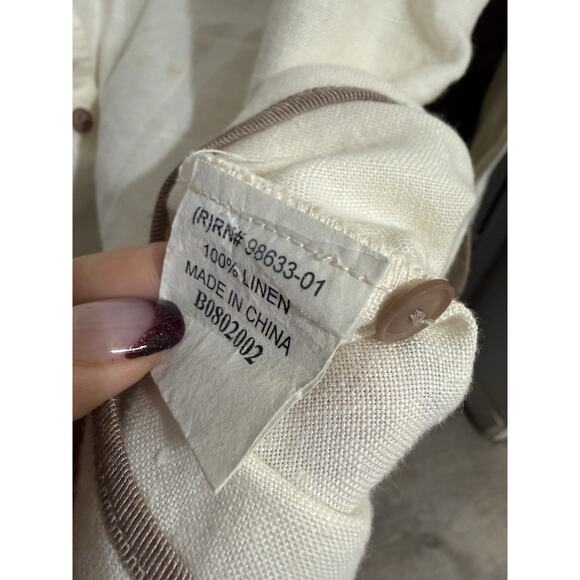 (R)RN# 98633-01
100% LINEN
MADE IN CHINA
B0802002